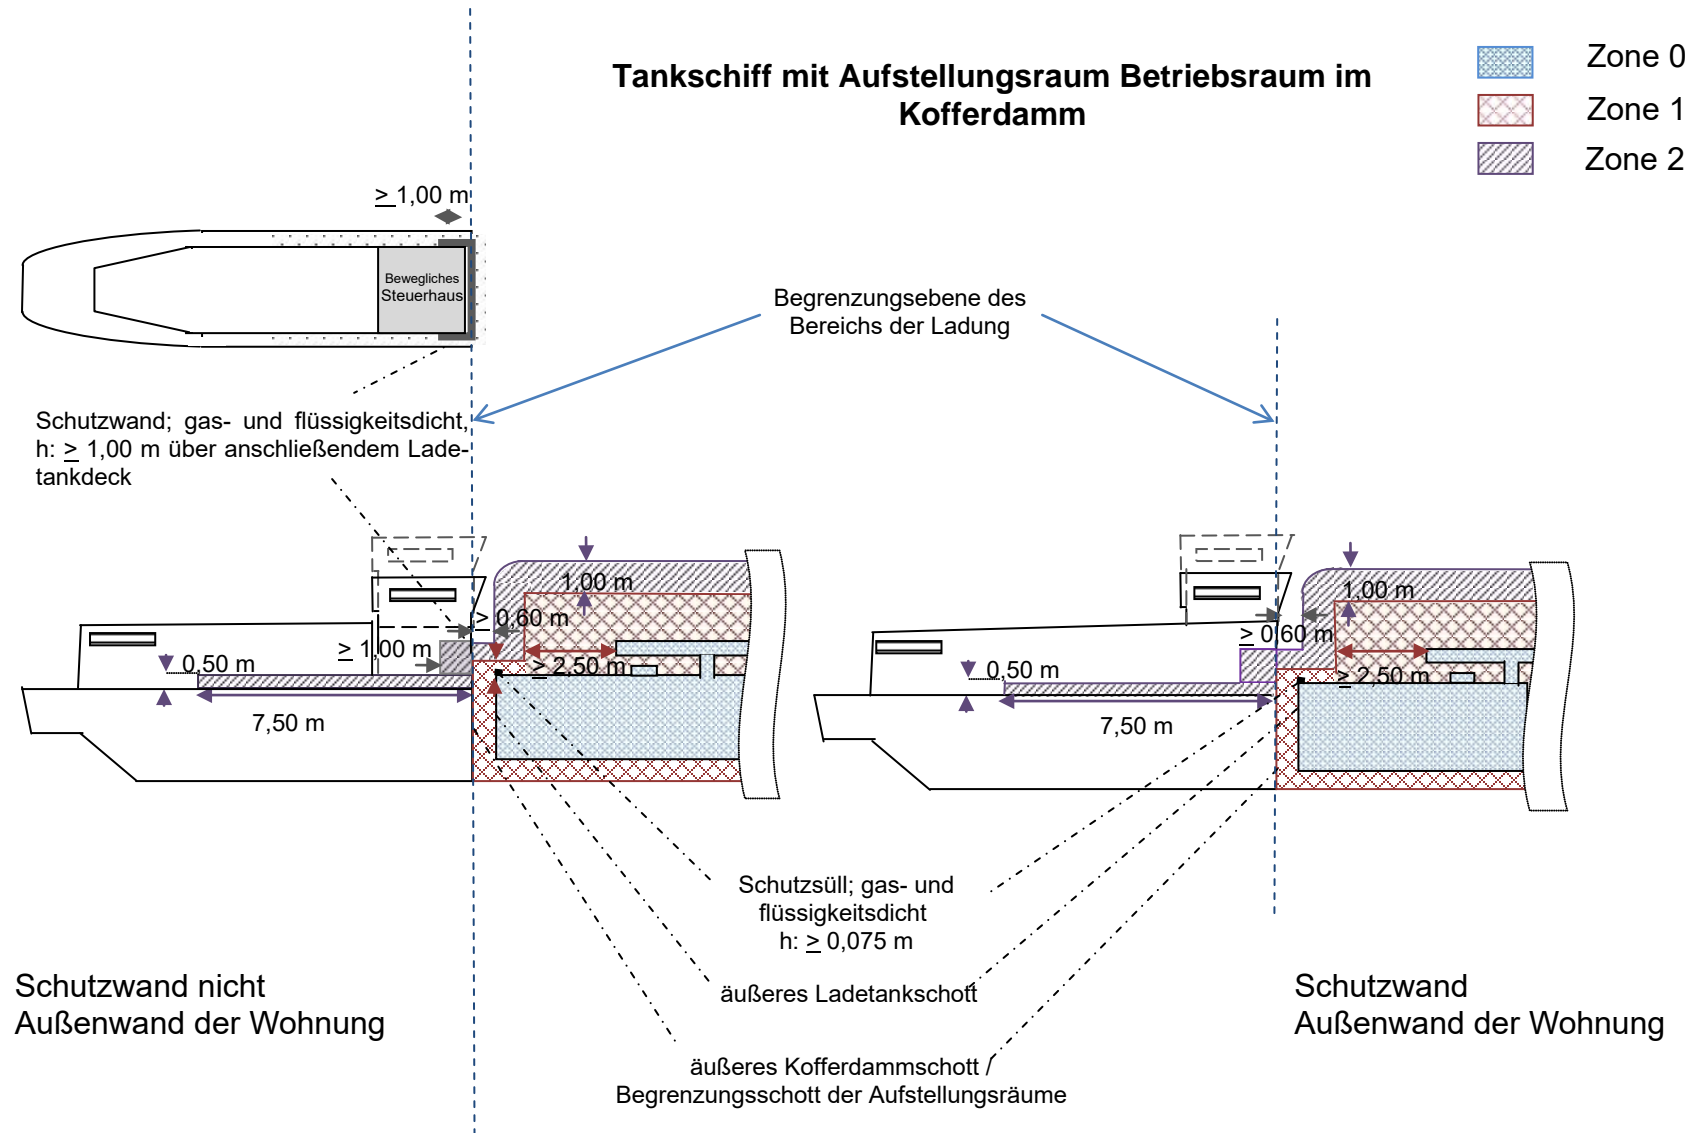 Tankschiff mit Aufstellungsraum Betriebsraum im
Kofferdamm
Zone 0
Zone 1
Zone 2
≥ 1,00 m
Bewegliches
Steuerhaus
Begrenzungsebene des
Bereichs der Ladung
Schutzwand; gas- und flüssigkeitsdicht,
h: ≥ 1,00 m über anschließendem Lade-
tankdeck
1,00 m
≥ 0,60 m
≥ 1,00 m
0,50 m
≥ 2,50 m
7,50 m
1,00 m
≥ 0,60 m
0,50 m
≥ 2,50 m
7,50 m
Schutzsüll; gas- und
flüssigkeitsdicht
h: ≥ 0,075 m
äußeres Ladetankschott
äußeres Kofferdammschott /
Begrenzungsschott der Aufstellungsräume
Schutzwand nicht
Außenwand der Wohnung
Schutzwand
Außenwand der Wohnung